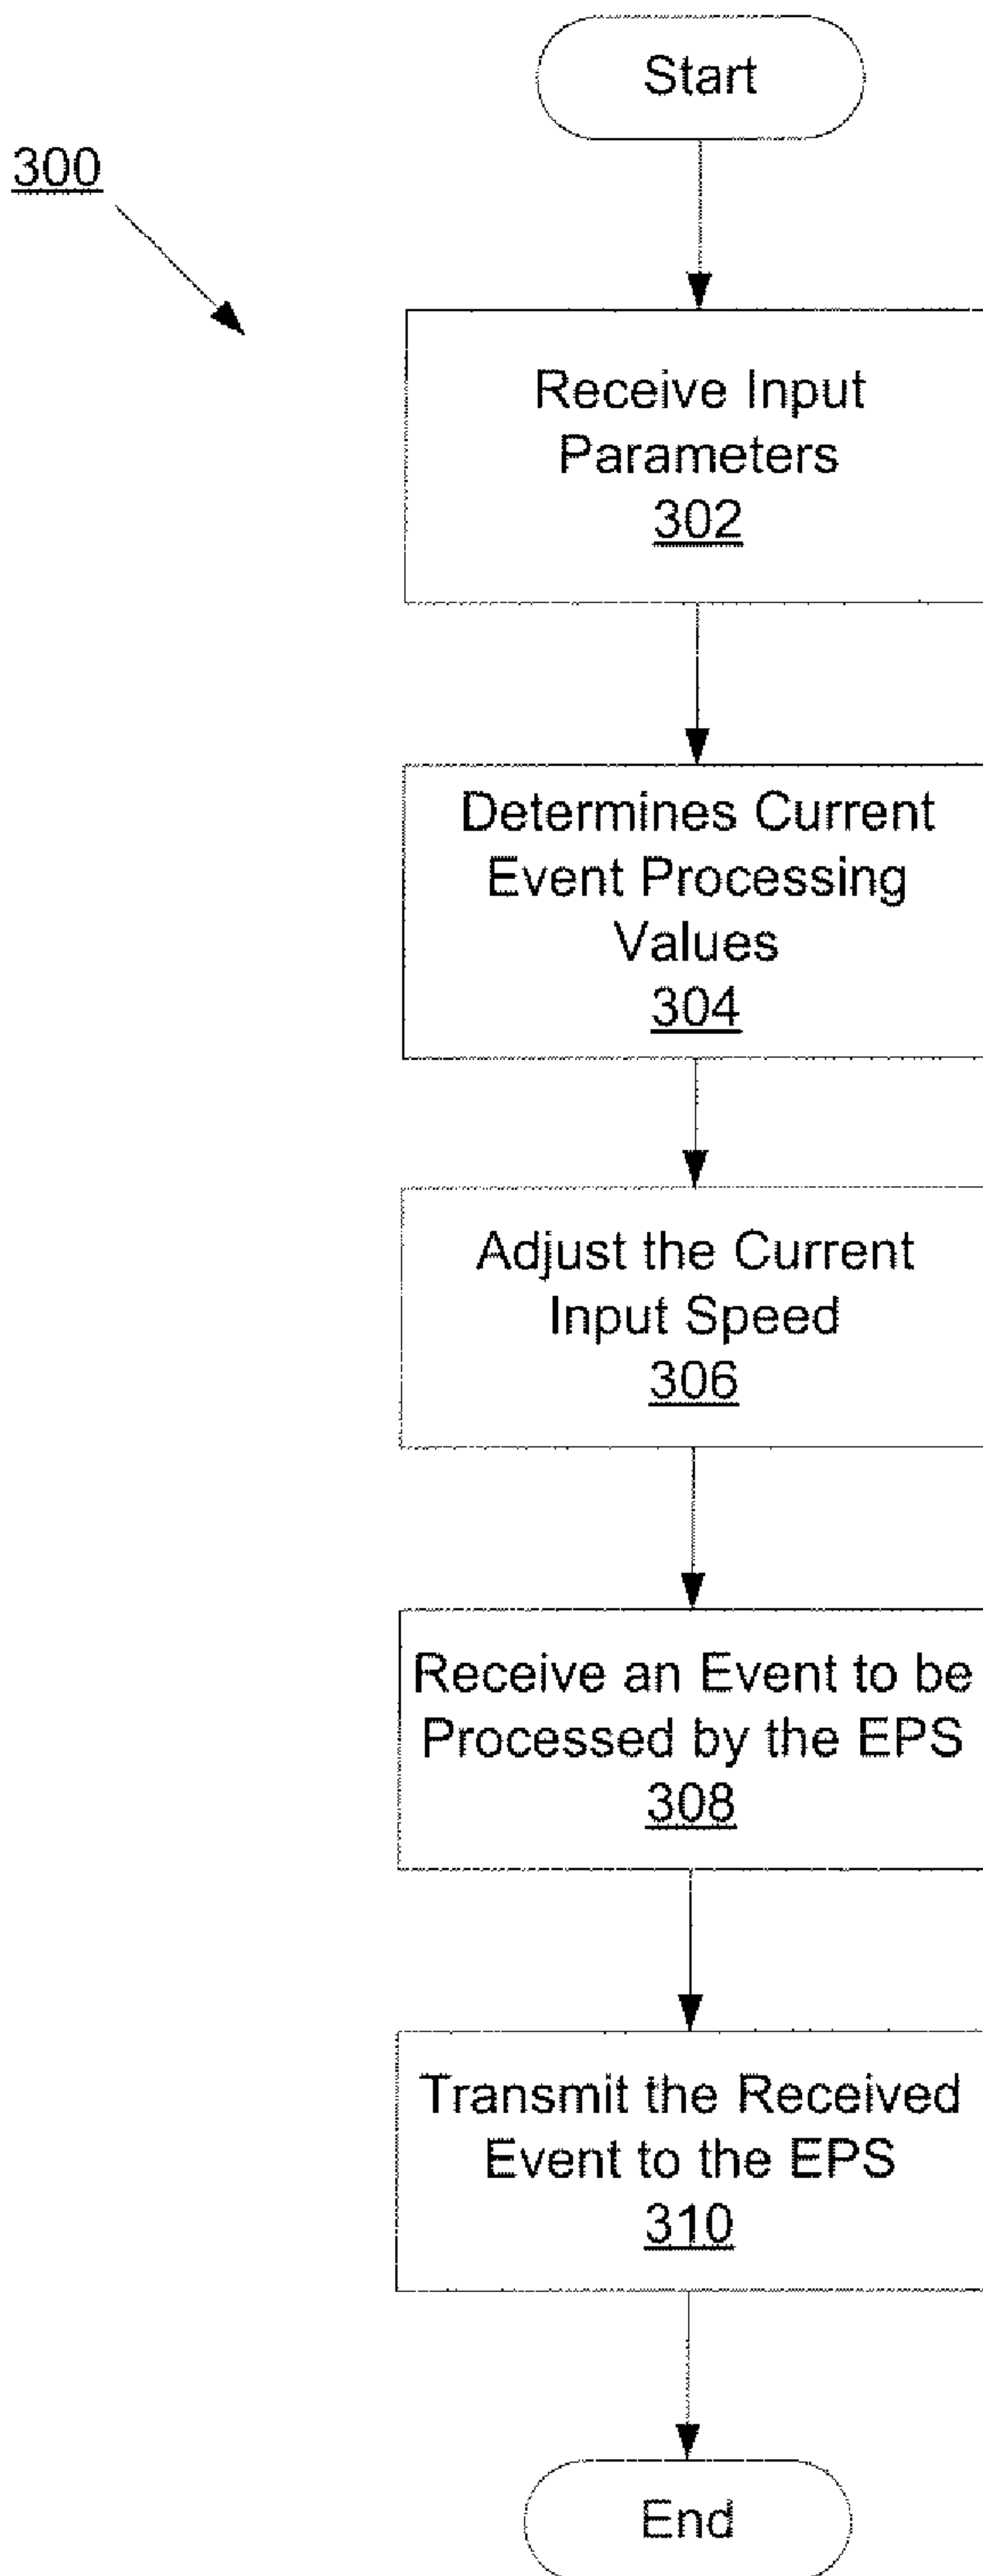 Start
300
Receive Input
Parameters
302
Determines Current
Event Processing
Values
304
Adjust the Current
Input Speed
306
Receive an Event to be
Processed by the EPS
308
Transmit the Received
Event to the EPS
310
End